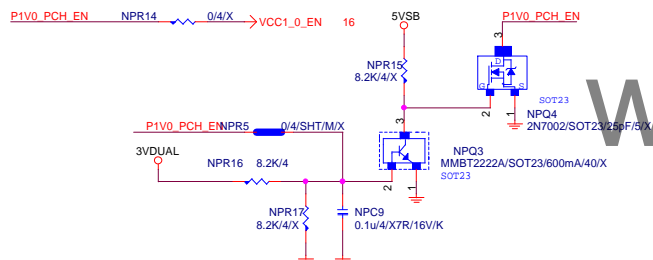 P1V0_PCH_EN NPR14 0/4/X VCC1_0_EN 16
5VSB
P1V0_PCH_EN
3
D
G S
NPR15
8.2K/4/X
SOT23
2 1
NPQ4
2N7002/SOT23/25pF/5/X
W
P1V0_PCH_EN NPR5 0/4/SHT/M/X
3
3VDUAL
NPR16 8.2K/4
NPQ3
MMBT2222A/SOT23/600mA/40/X
SOT23
2 1
NPR17
8.2K/4/X
NPC9
0.1u/4/X7R/16V/K